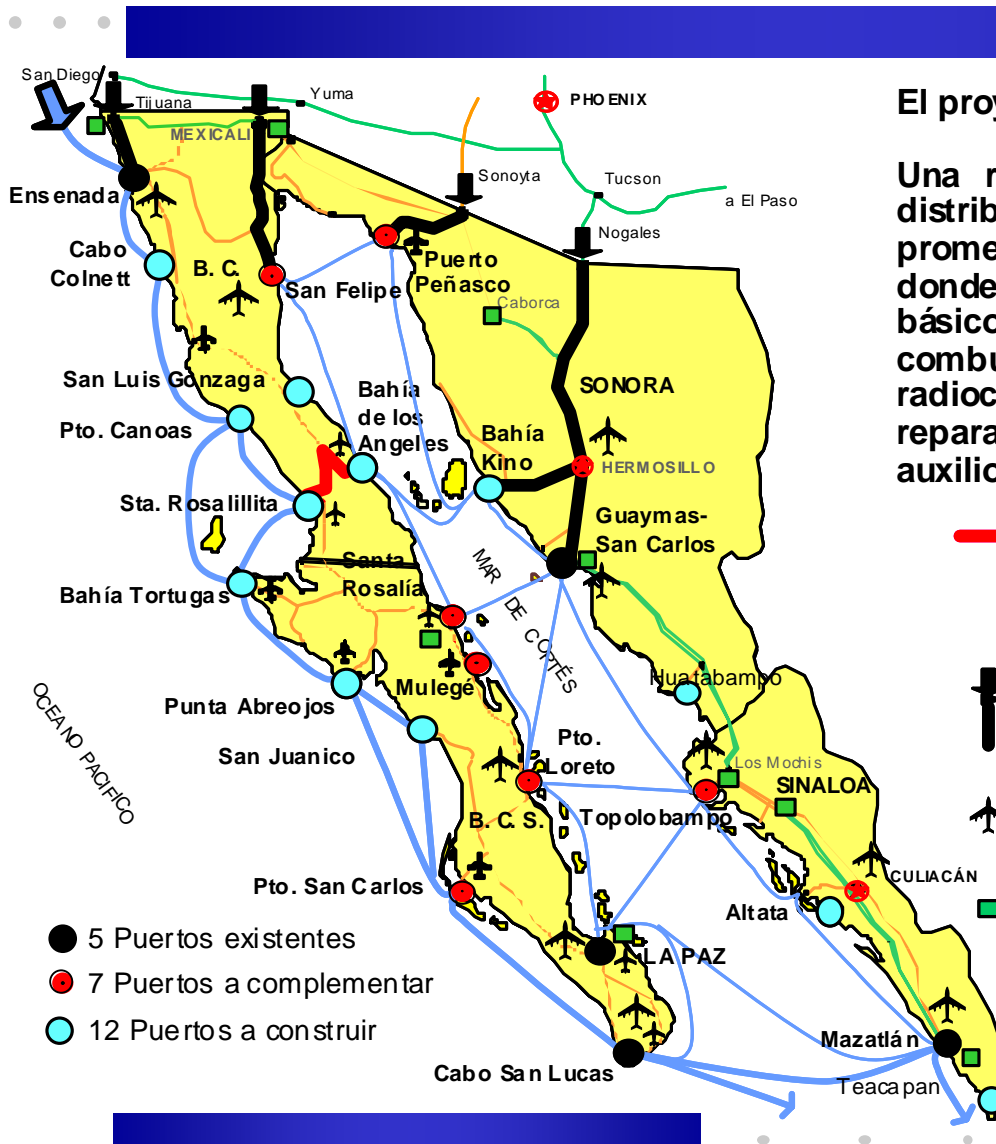 San Diego
Tijuana
Yuma
PHOENIX
MEXICALI
Ensenada
Sonoyta
Tucson
a El Paso
Nogales
Cabo
Colnett
B. C.
San Felipe
Puerto
Peñasco
Caborca
San Luis Gonzaga
Bahía
de los
Angeles
SONORA
Pto. Canoas
Bahía
Kino
HERMOSILLO
Sta. Rosalillita
Guaymas-
San Carlos
Santa
Rosalía
MAR
DE CORTÉS
Bahía Tortugas
Huatabampo
Mulegé
Punta Abreojos
OCEANO PACIFICO
San Juanico
Pto.
Loreto
Los Mochis
SINALOA
B. C. S.
Topolobampo
Pto. San Carlos
CULIACÁN
Altata
LA PAZ
Mazatlán
Cabo San Lucas
Teacapan
5 Puertos existentes
7 Puertos a complementar
12 Puertos a construir
El proy
Una r
distrib
prome
donde
básico
combu
radioc
repara
auxilio